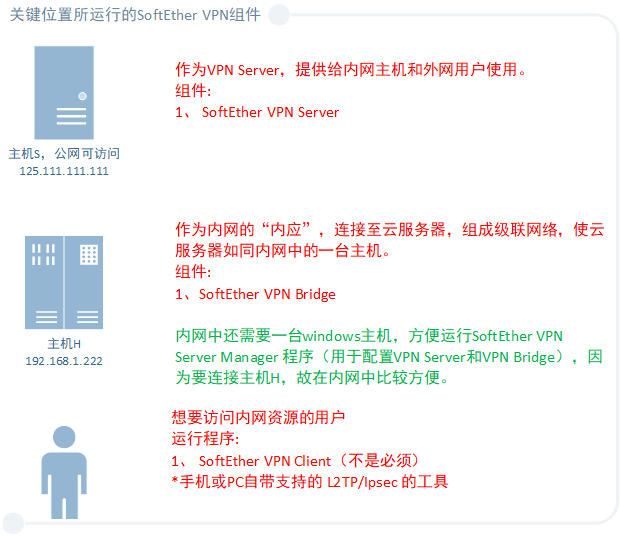 关键位置所运行的SoftEther VPN组件
作为VPN Server，提供给内网主机和外网用户使用。
组件:
1、 SoftEther VPN Server
主机S，公网可访问
125.111.111.111
作为内网的“内应”，连接至云服务器，组成级联网络，使云
服务器如同内网中的一台主机。
组件:
1、SoftEther VPN Bridge
主机H
192.168.1.222
内网中还需要一台windows主机，方便运行SoftEther VPN
Server Manager 程序（用于配置VPN Server和VPN Bridge），因
为要连接主机H，故在内网中比较方便。
想要访问内网资源的用户
运行程序:
1、 SoftEther VPN Client（不是必须）
*手机或PC自带支持的 L2TP/Ipsec 的工具